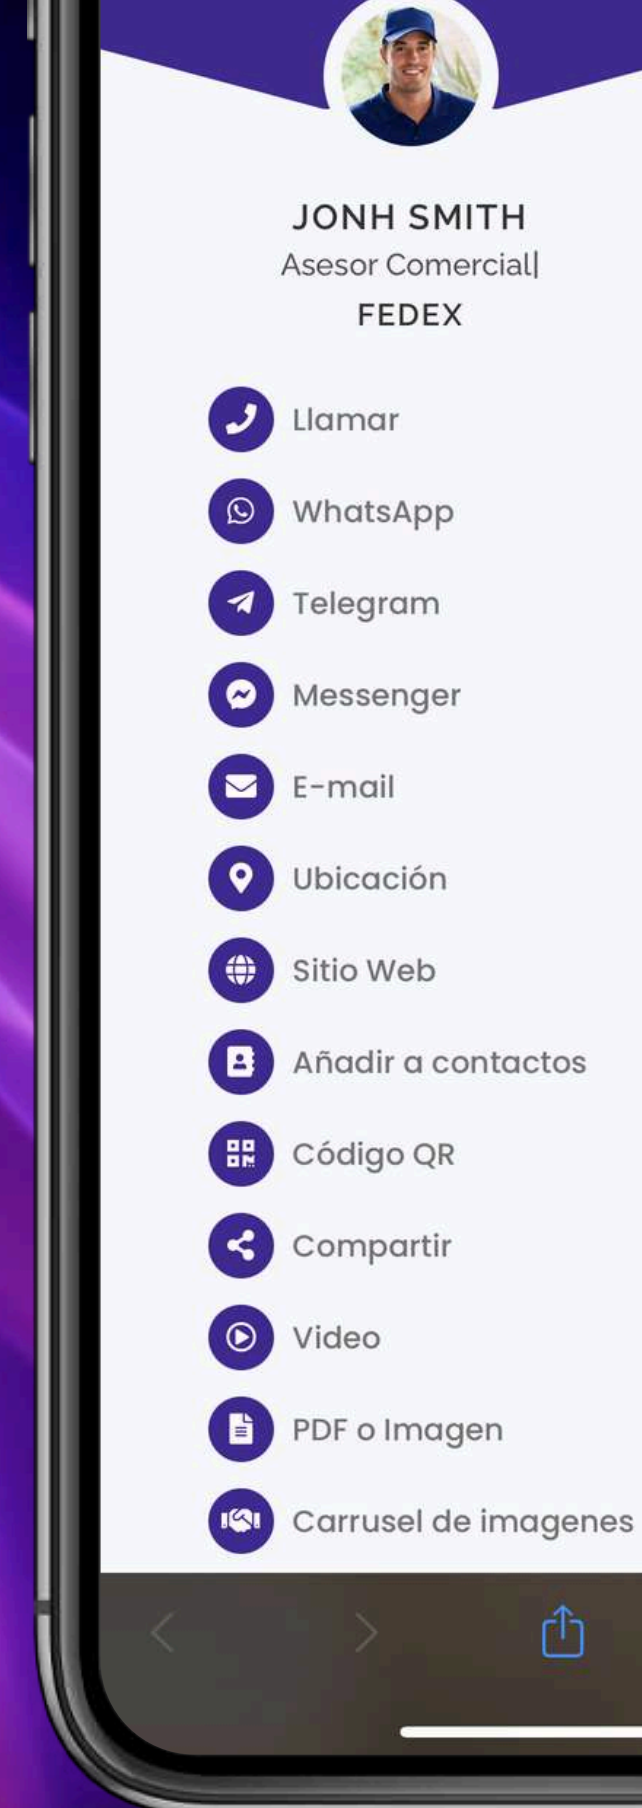 JONH SMITH
Asesor Comercial|
FEDEX
Llamar
WhatsApp
Telegram
Messenger
E-mail
Ubicación
Sitio Web
Añadir a contactos
Código QR
Compartir
Video
PDF o Imagen
Carrusel de imagenes